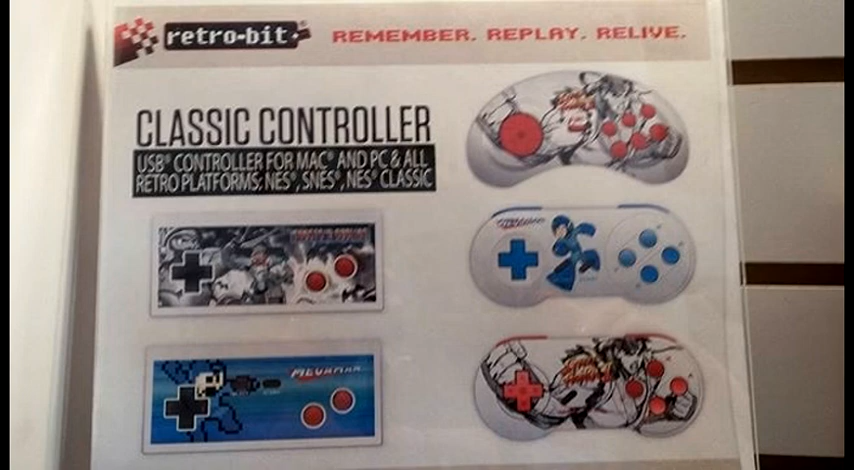 retro-bit®
REMEMBER. REPLAY. RELIVE.
CLASSIC CONTROLLER
USB® CONTROLLER FOR MAC® AND PC & ALL
RETRO PLATFORMS; NES®, SNES®, NES® CLASSIC
MEGAMAN